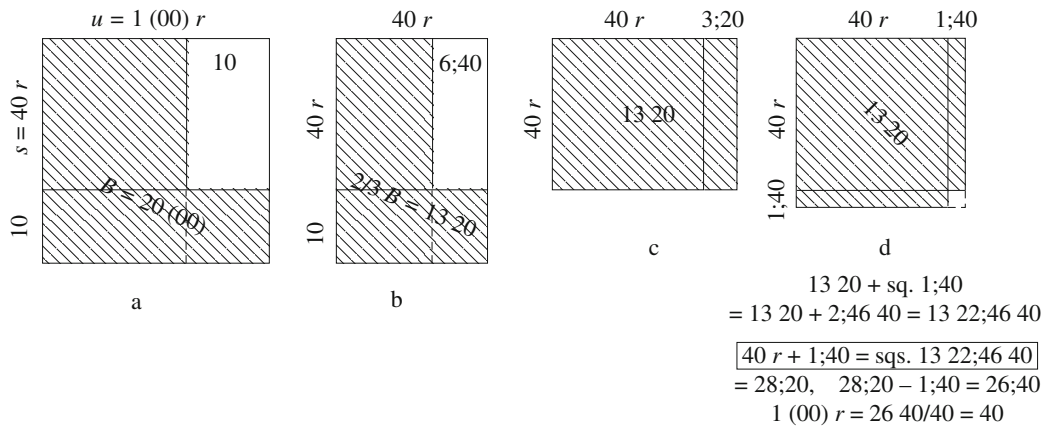 u = 1 (00) r
10
s = 40 r
10
B = 20 (00)
a
40 r
6;40
40 r
10
2/3 B = 13 20
b
40 r 3;20
40 r
13 20
c
40 r 1;40
40 r
1;40
13 20
d
13 20 + sq. 1;40
= 13 20 + 2;46 40 = 13 22;46 40
40 r + 1;40 = sqs. 13 22;46 40
= 28;20, 28;20 – 1;40 = 26;40
1 (00) r = 26 40/40 = 40